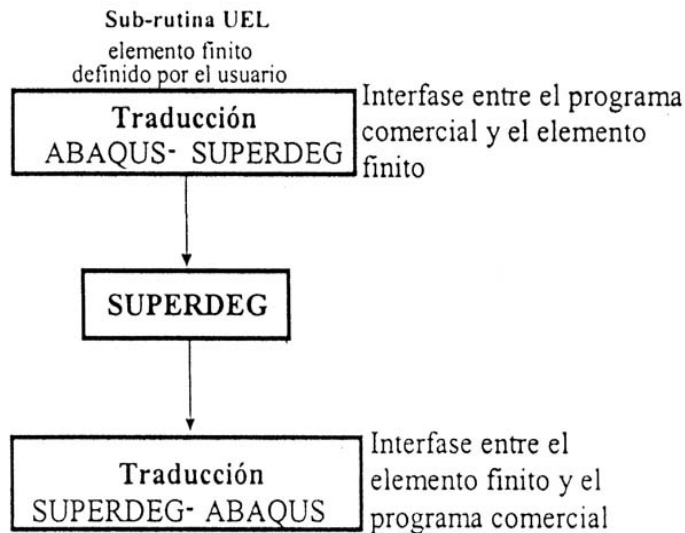 Sub-rutina UEL
elemento finito
definido por el usuario
Traducción
ABAQUS- SUPERDEG
Interfase entre el programa
comercial y el elemento
finito
SUPERDEG
Traducción
SUPERDEG- ABAQUS
Interfase entre el
elemento finito y el
programa comercial